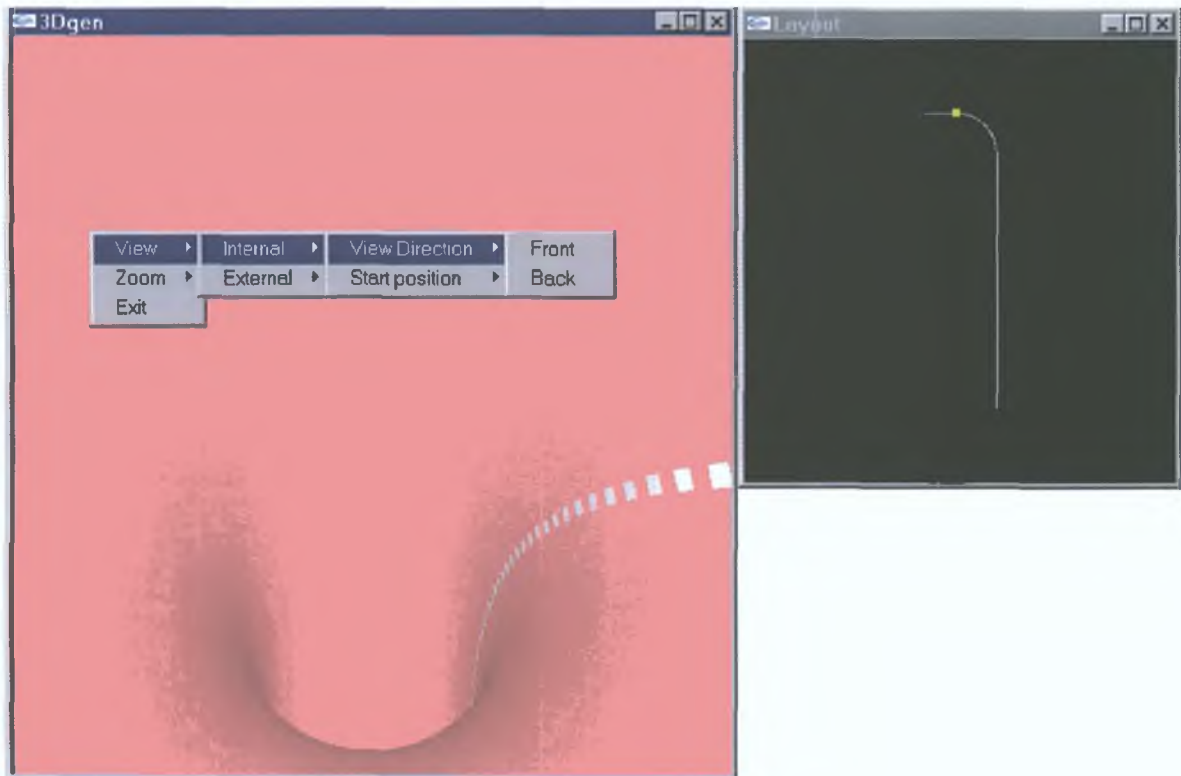 3Dgen
Layout
View Internal View Direction Front
Zoom External Start position Back
Exit